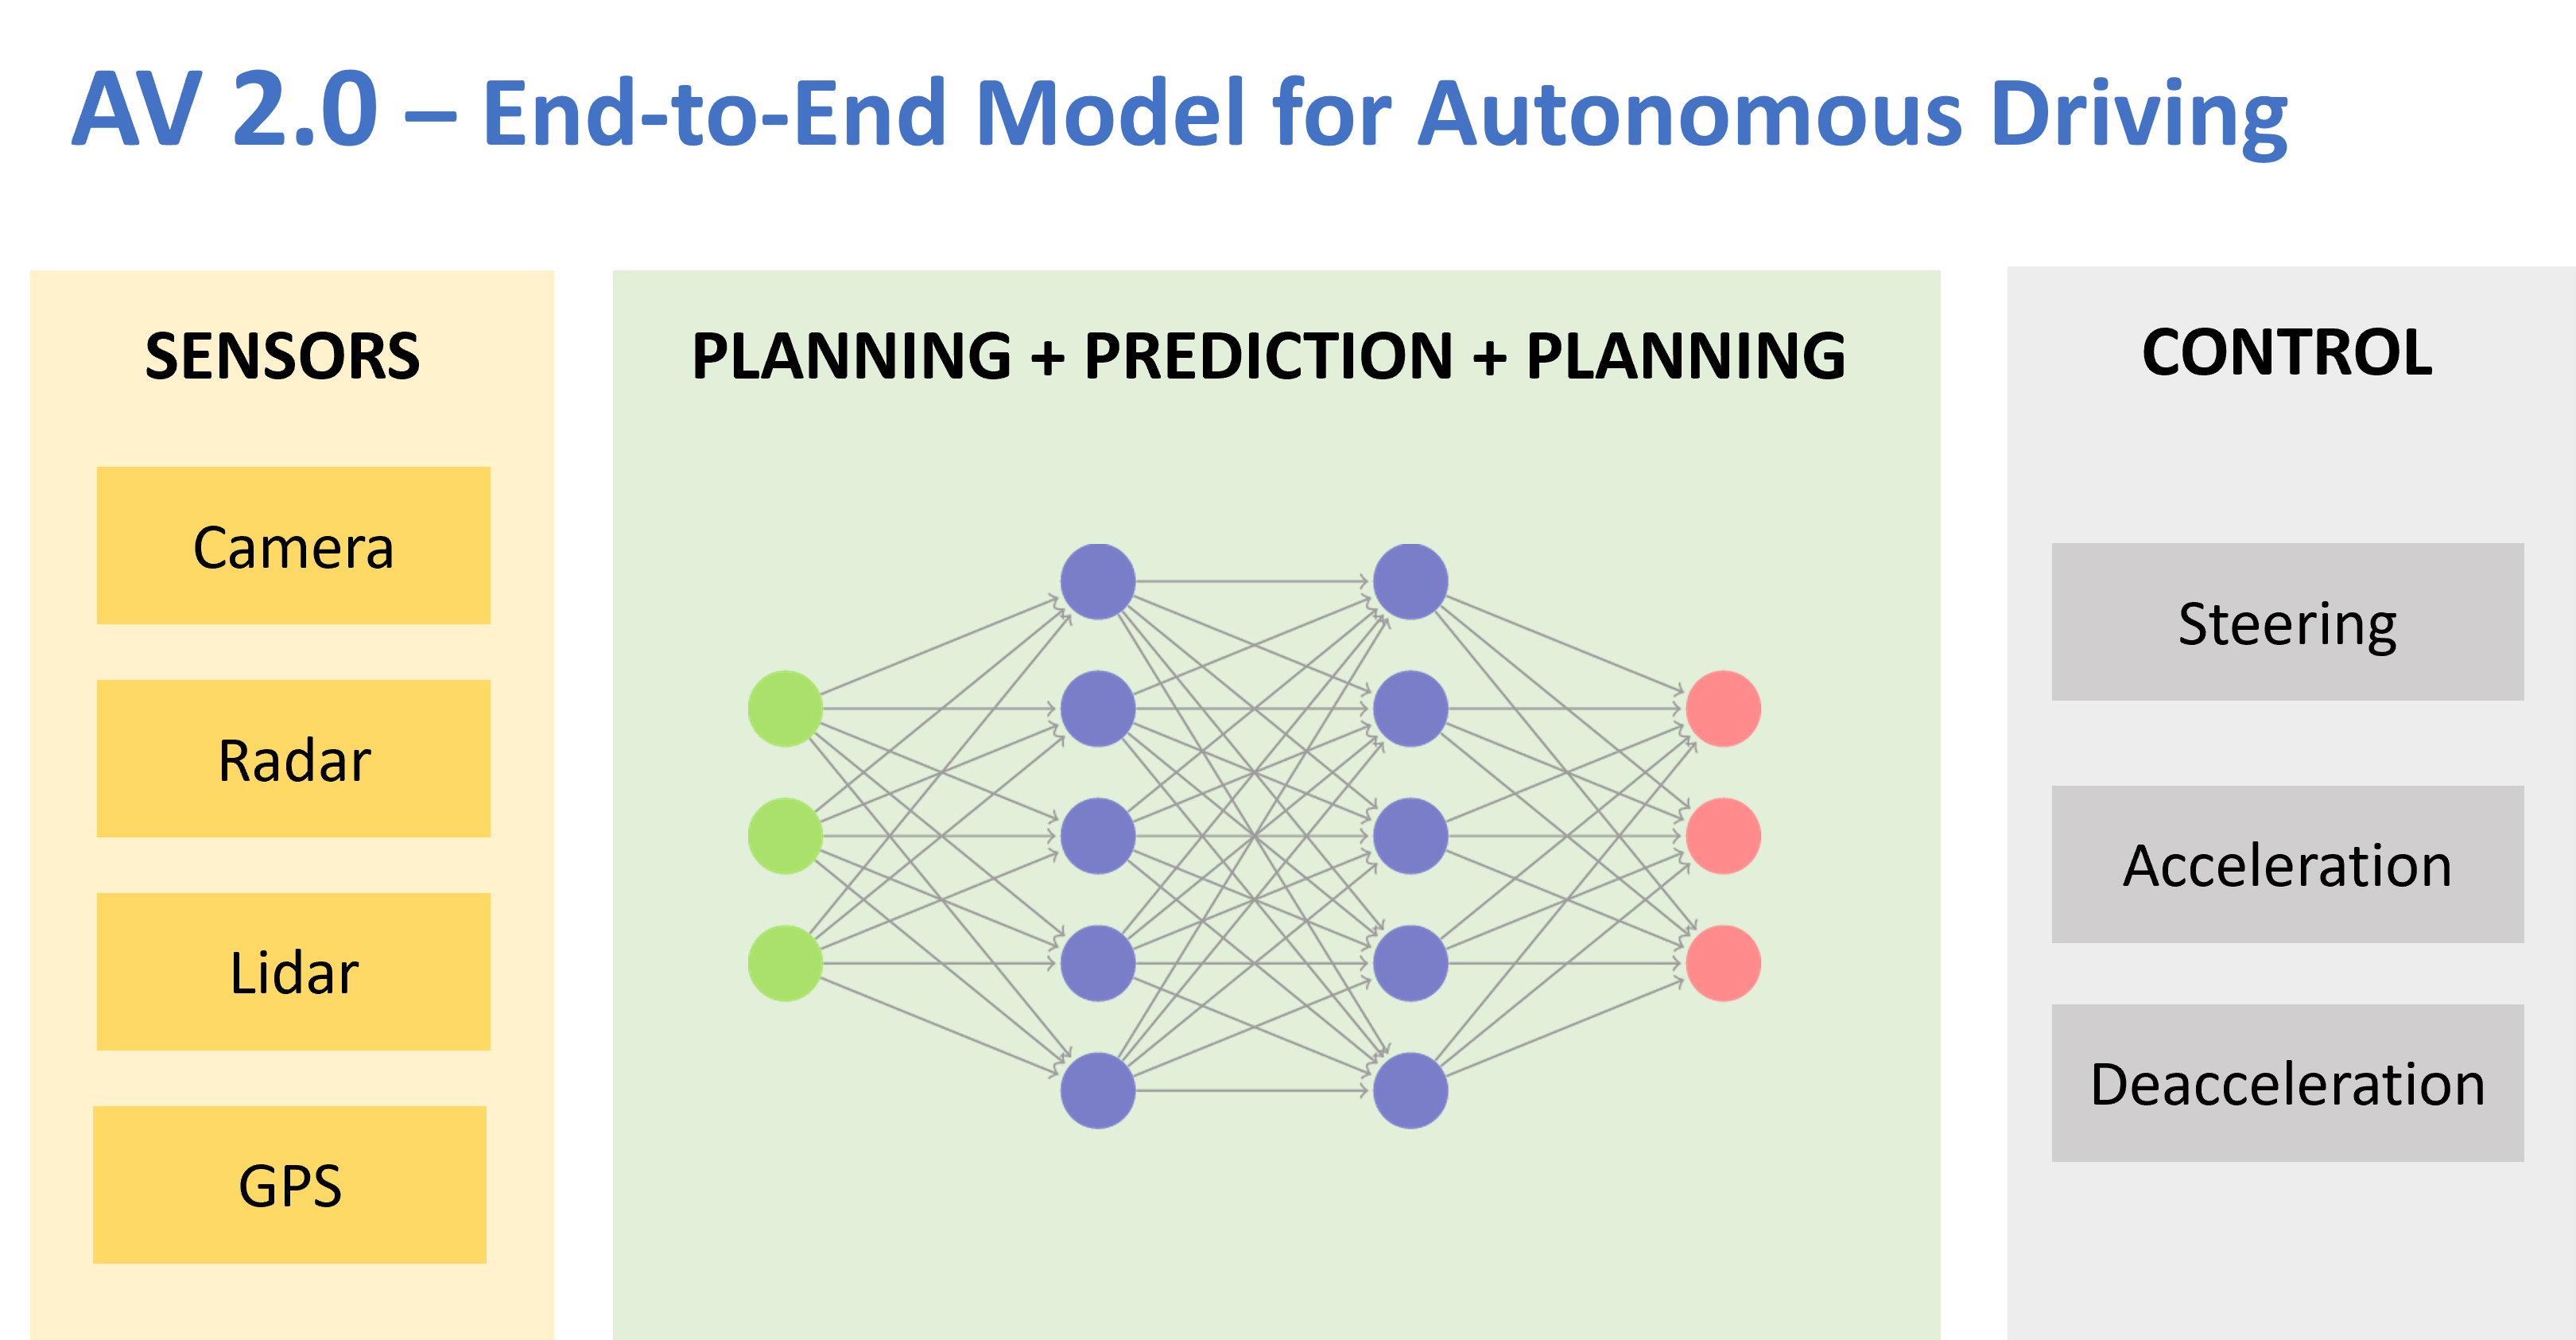 AV 2.0 – End-to-End Model for Autonomous Driving
SENSORS
Camera
Radar
Lidar
GPS
PLANNING + PREDICTION + PLANNING
CONTROL
Steering
Acceleration
Deacceleration